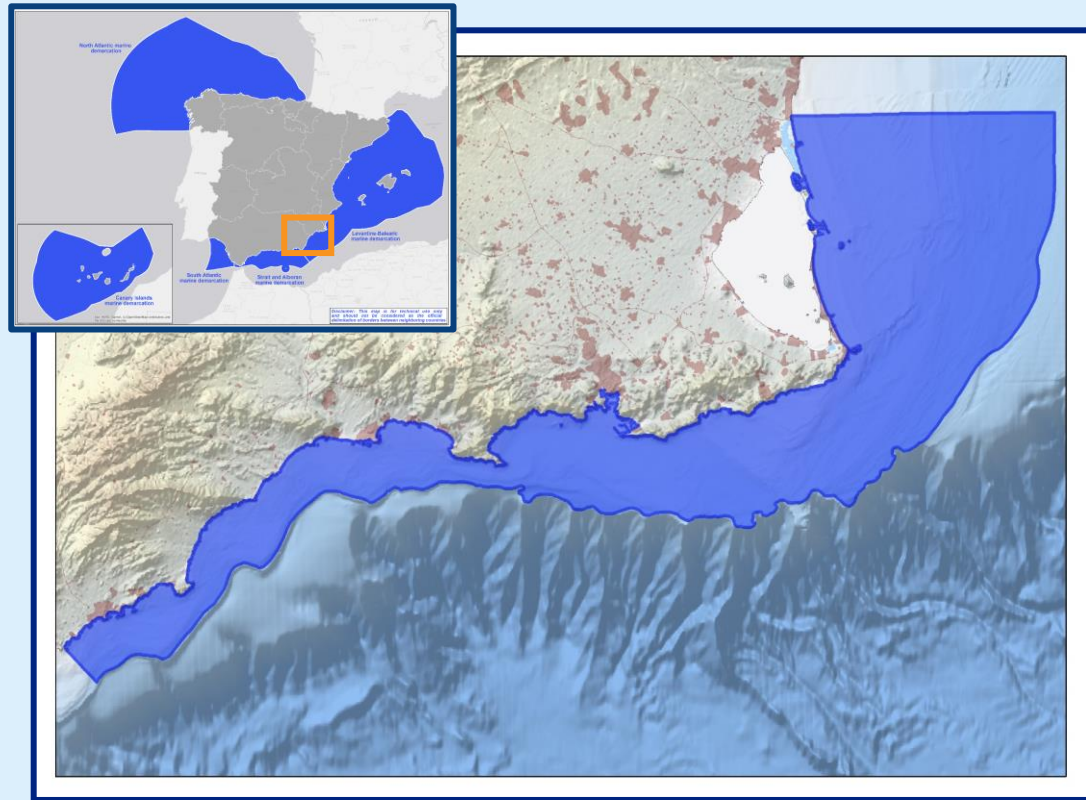 North Atlantic marine
demarcation
Levantine-Balearic
marine demarcation
South Atlantic
marine demarcation
Strait and Alboran
marine demarcation
Canary Islands
marine demarcation
Disclaimer: This map is for technical use only
and should not be considered as the official
delimitation of borders between neighboring countries